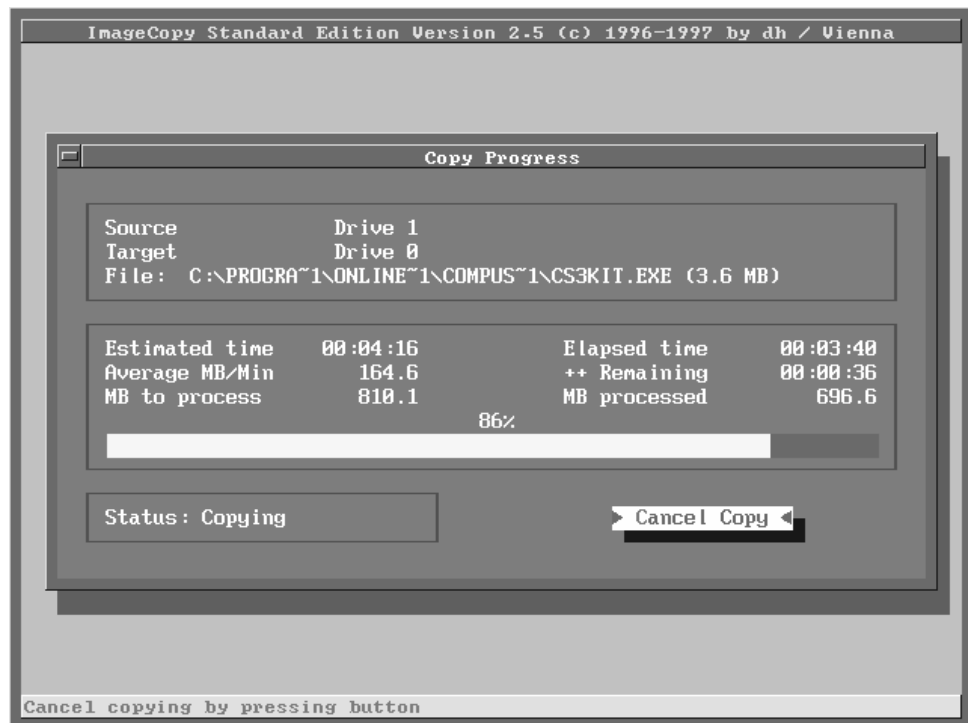 ImageCopy Standard Edition Version 2.5 (c) 1996-1997 by dh / Vienna
Copy Progress
Source Drive 1
Target Drive 0
File: C:\PROGRA~1\ONLINE~1\COMPUS~1\CS3KIT.EXE (3.6 MB)
Estimated time 00:04:16 Elapsed time 00:03:40
Average MB/Min 164.6 ++ Remaining 00:00:36
MB to process 810.1 MB processed 696.6
86%
Status: Copying
Cancel Copy
Cancel copying by pressing button